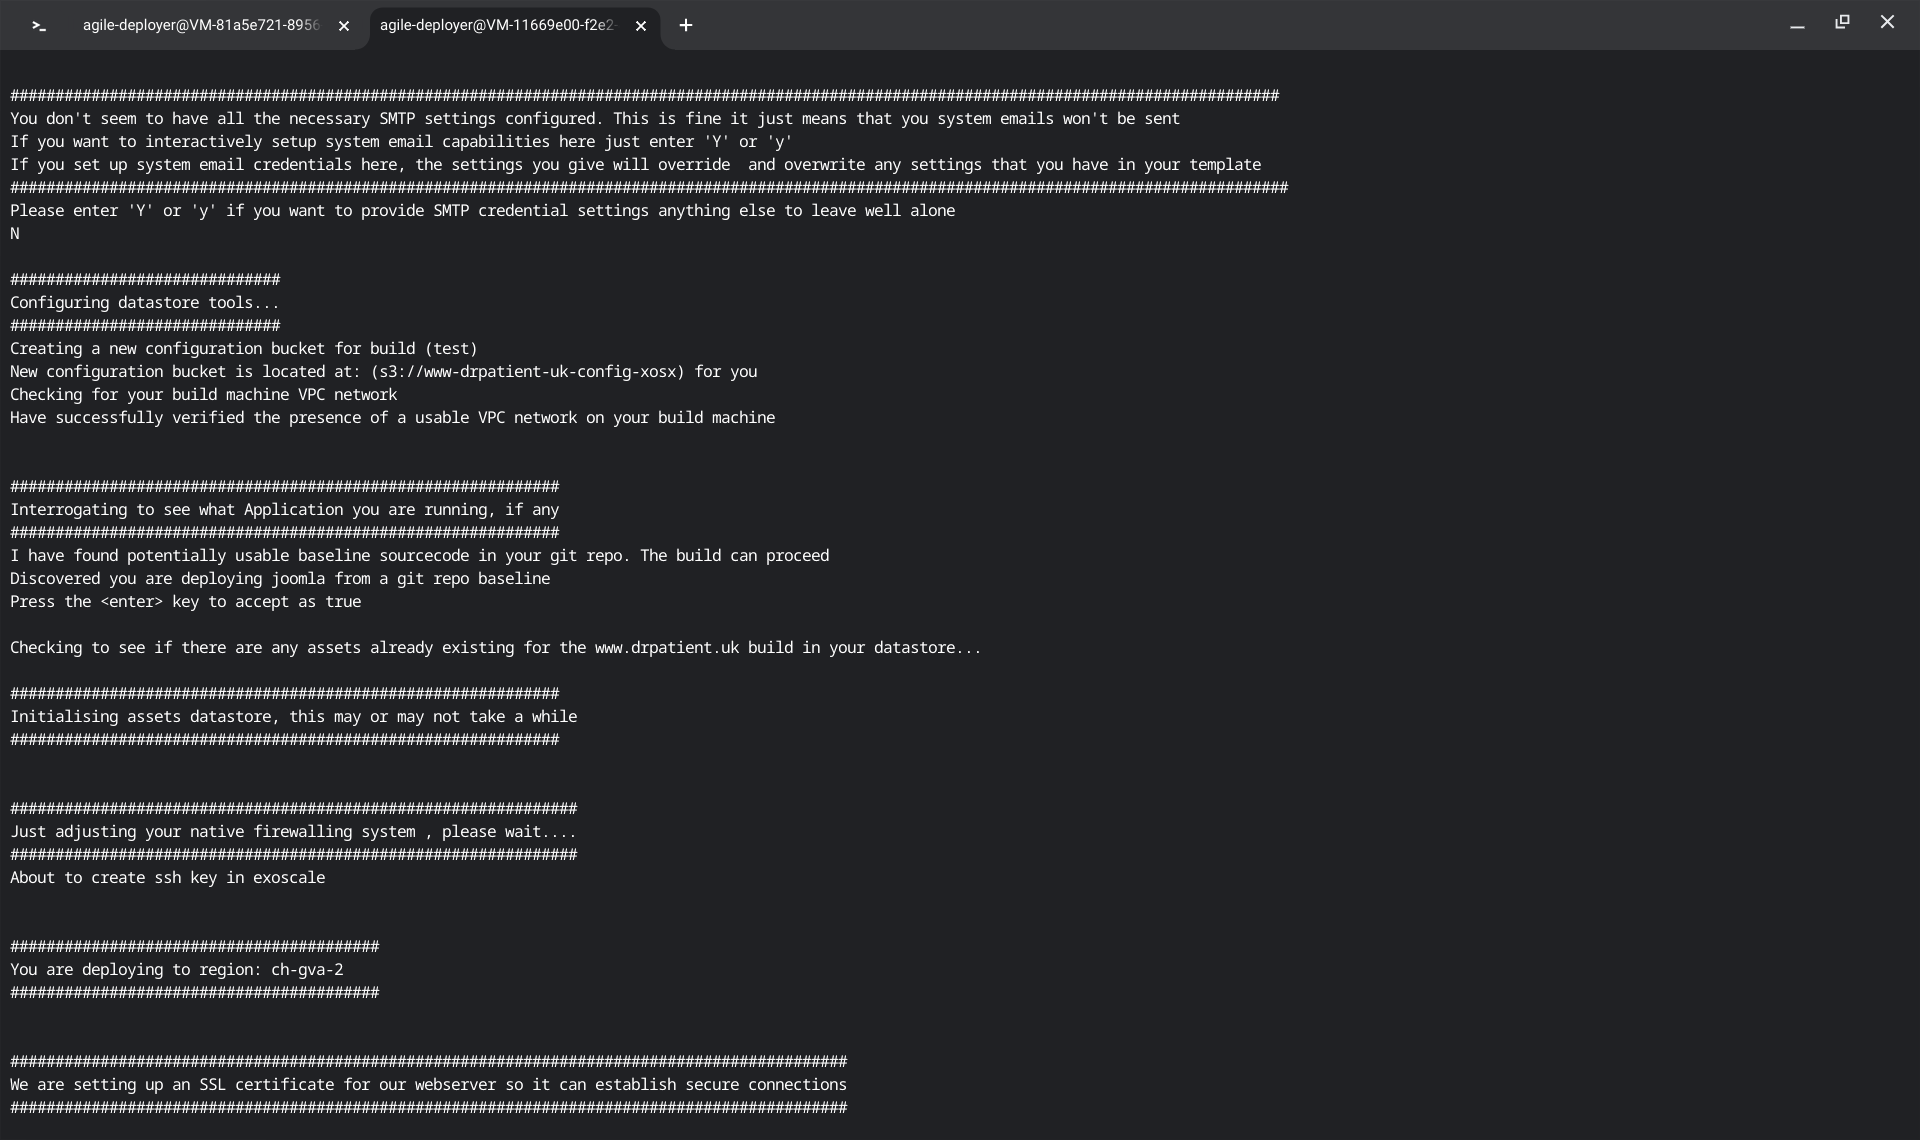 agile-deployer@VM-81a5e721-8956
agile-deployer@VM-11669e00-f2e2-
#############################################################################################################################################
You don't seem to have all the necessary SMTP settings configured. This is fine it just means that you system emails won't be sent
If you want to interactively setup system email capabilities here just enter 'Y' or 'y'
If you set up system email credentials here, the settings you give will override  and overwrite any settings that you have in your template
##############################################################################################################################################
Please enter 'Y' or 'y' if you want to provide SMTP credential settings anything else to leave well alone
N
##############################
Configuring datastore tools...
##############################
Creating a new configuration bucket for build (test)
New configuration bucket is located at: (s3://www-drpatient-uk-config-xosx) for you
Checking for your build machine VPC network
Have successfully verified the presence of a usable VPC network on your build machine
#############################################################
Interrogating to see what Application you are running, if any
#############################################################
I have found potentially usable baseline sourcecode in your git repo. The build can proceed
Discovered you are deploying joomla from a git repo baseline
Press the <enter> key to accept as true
Checking to see if there are any assets already existing for the www.drpatient.uk build in your datastore...
#############################################################
Initialising assets datastore, this may or may not take a while
#############################################################
###############################################################
Just adjusting your native firewalling system , please wait....
###############################################################
About to create ssh key in exoscale
#########################################
You are deploying to region: ch-gva-2
#########################################
#############################################################################################
We are setting up an SSL certificate for our webserver so it can establish secure connections
#############################################################################################